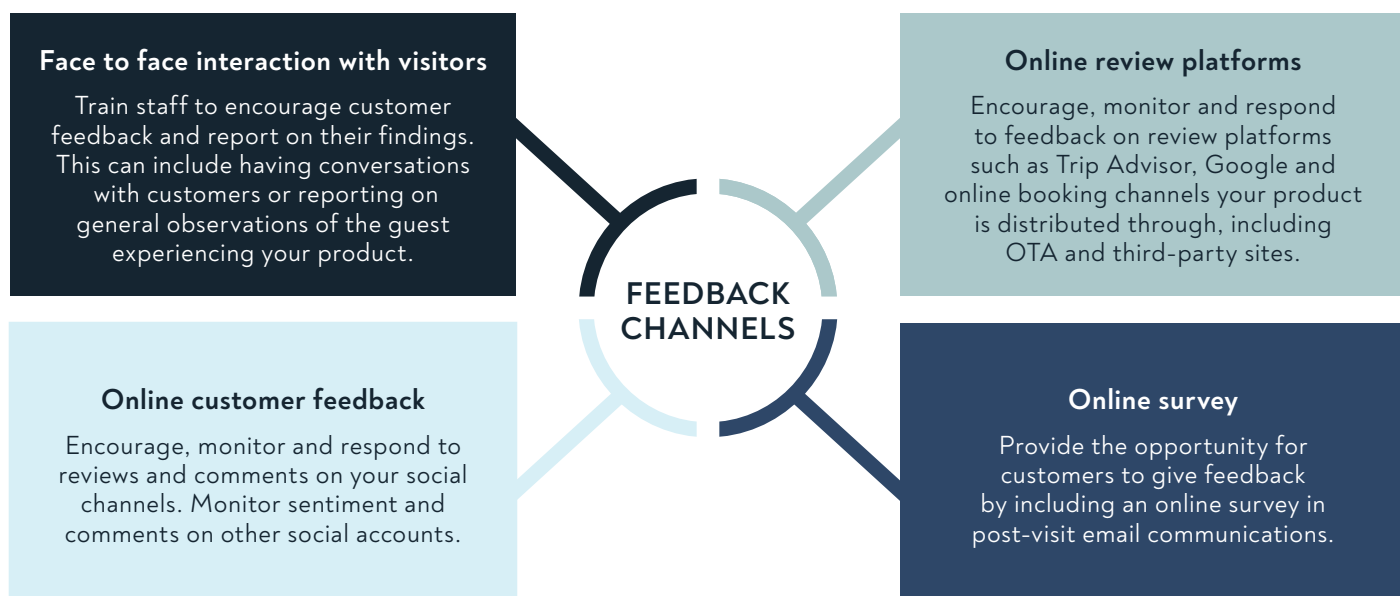 Face to face interaction with visitors
Train staff to encourage customer
feedback and report on their findings.
This can include having conversations
with customers or reporting on
general observations of the guest
experiencing your product.
Online review platforms
Encourage, monitor and respond
to feedback on review platforms
such as Trip Advisor, Google and
online booking channels your product
is distributed through, including
OTA and third-party sites.
FEEDBACK
CHANNELS
Online customer feedback
Encourage, monitor and respond to
reviews and comments on your social
channels. Monitor sentiment and
comments on other social accounts.
Online survey
Provide the opportunity for
customers to give feedback
by including an online survey in
post-visit email communications.